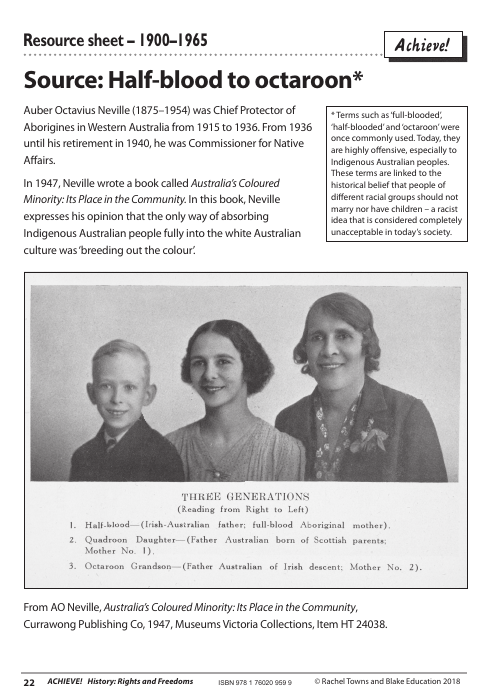 Resource sheet – 1900–1965
Achieve!
Source: Half-blood to octaroon*
Auber Octavius Neville (1875–1954) was Chief Protector of
Aborigines in Western Australia from 1915 to 1936. From 1936
until his retirement in 1940, he was Commissioner for Native
Affairs.
In 1947, Neville wrote a book called Australia's Coloured
Minority: Its Place in the Community. In this book, Neville
expresses his opinion that the only way of absorbing
Indigenous Australian people fully into the white Australian
culture was 'breeding out the colour'.
* Terms such as 'full-blooded',
'half-blooded' and 'octaroon' were
once commonly used. Today, they
are highly offensive, especially to
Indigenous Australian peoples.
These terms are linked to the
historical belief that people of
different racial groups should not
marry nor have children – a racist
idea that is considered completely
unacceptable in today's society.
THREE GENERATIONS
(Reading from Right to Left)
1. Half-blood—(Irish-Australian father; full-blood Aboriginal mother).
2. Quadroon Daughter—(Father Australian born of Scottish parents;
Mother No. 1).
3. Octaroon Grandson—(Father Australian of Irish descent; Mother No. 2).
From AO Neville, Australia's Coloured Minority: Its Place in the Community,
Currawong Publishing Co, 1947, Museums Victoria Collections, Item HT 24038.
22 ACHIEVE! History: Rights and Freedoms ISBN 978 1 76020 959 9 © Rachel Towns and Blake Education 2018